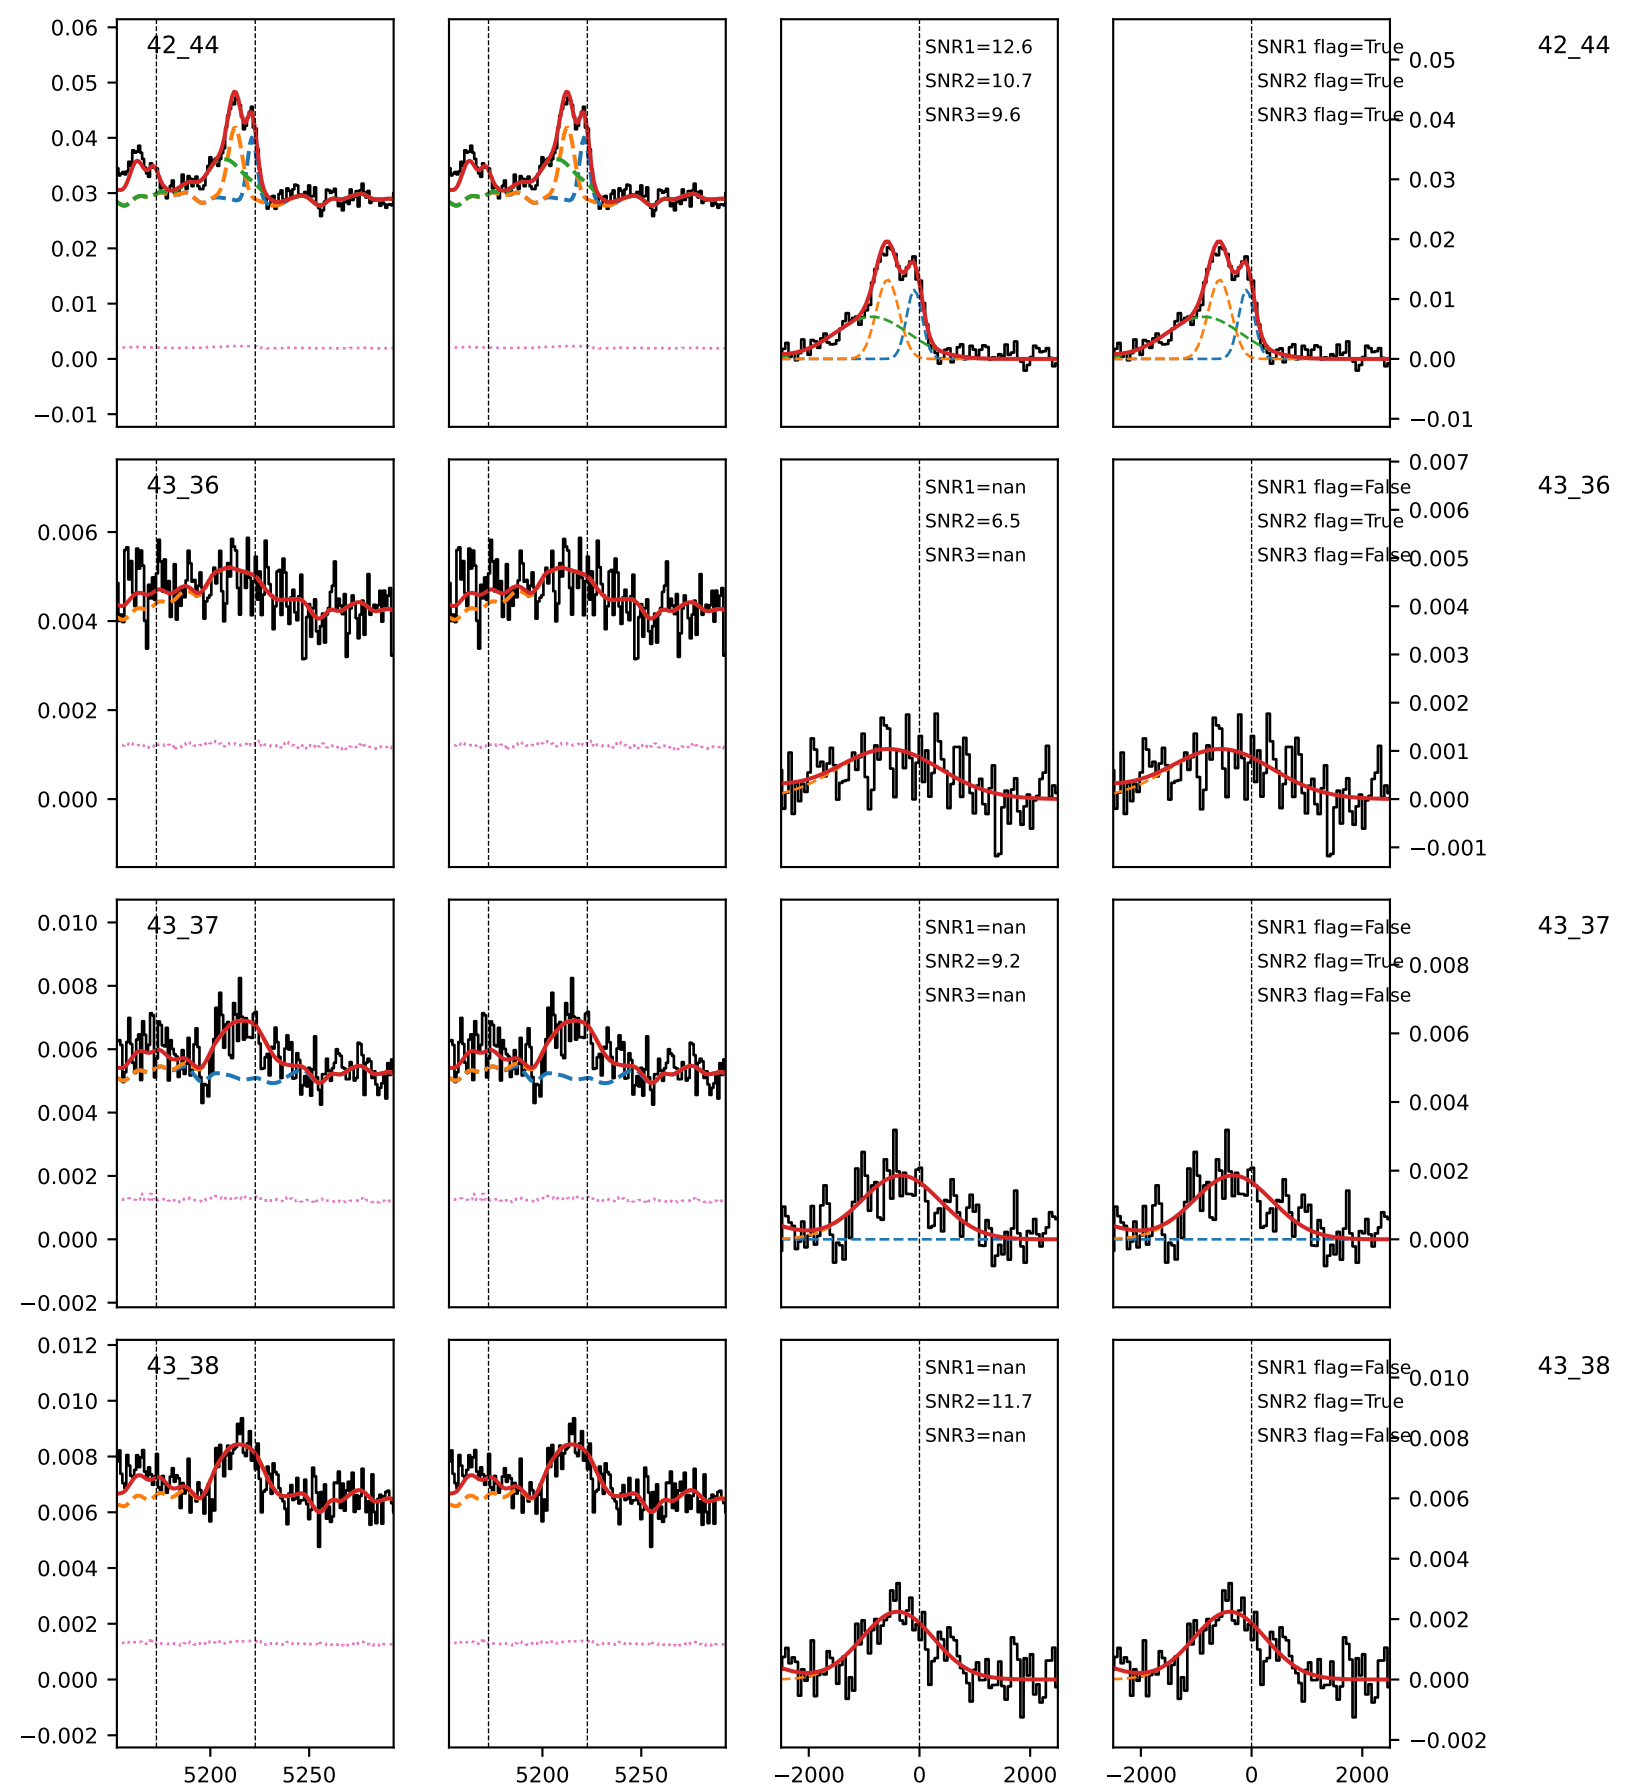 0.06
0.05
0.04
0.03
0.02
0.01
0.00
−0.01
42_44
SNR1=12.6
SNR2=10.7
SNR3=9.6
SNR1 flag=True
SNR2 flag=True
SNR3 flag=True
0.05
0.04
0.03
0.02
0.01
0.00
−0.01
42_44
0.006
0.004
0.002
0.000
43_36
SNR1=nan
SNR2=6.5
SNR3=nan
SNR1 flag=False
SNR2 flag=True
SNR3 flag=False
0.007
0.006
0.005
0.004
0.003
0.002
0.001
0.000
−0.001
43_36
0.010
0.008
0.006
0.004
0.002
0.000
−0.002
43_37
SNR1=nan
SNR2=9.2
SNR3=nan
SNR1 flag=False
SNR2 flag=True
SNR3 flag=False
0.008
0.006
0.004
0.002
0.000
43_37
0.012
0.010
0.008
0.006
0.004
0.002
0.000
−0.002
43_38
SNR1=nan
SNR2=11.7
SNR3=nan
SNR1 flag=False
SNR2 flag=True
SNR3 flag=False
0.010
0.008
0.006
0.004
0.002
0.000
−0.002
43_38
5200 5250
5200 5250
−2000 0 2000
−2000 0 2000